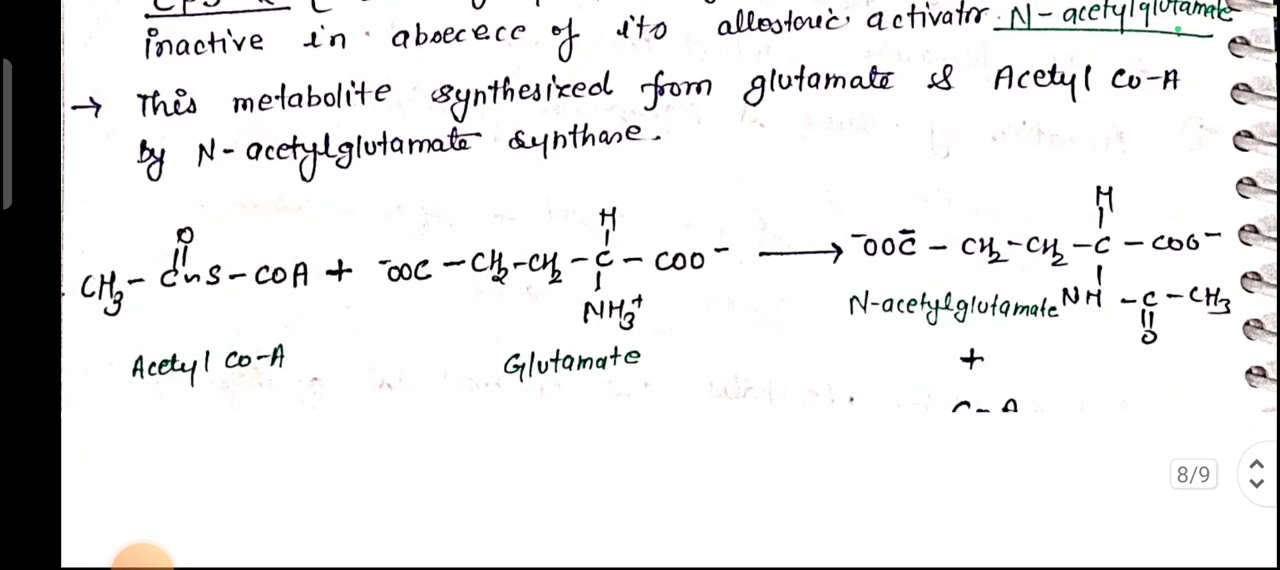 inactive in absecece of its allosteric activator N-acetylglutamate
→ This metabolite synthesized from glutamate & Acetyl Co-A
by N-acetylglutamate synthase.
O H H
CH3-C~S-COA + -OOC-CH2-CH2-C-COO- → -OOC-CH2-CH2-C-COO-
NH3+ N-acetylglutamate NH-C-CH3
O
Acetyl Co-A Glutamate +
8/9